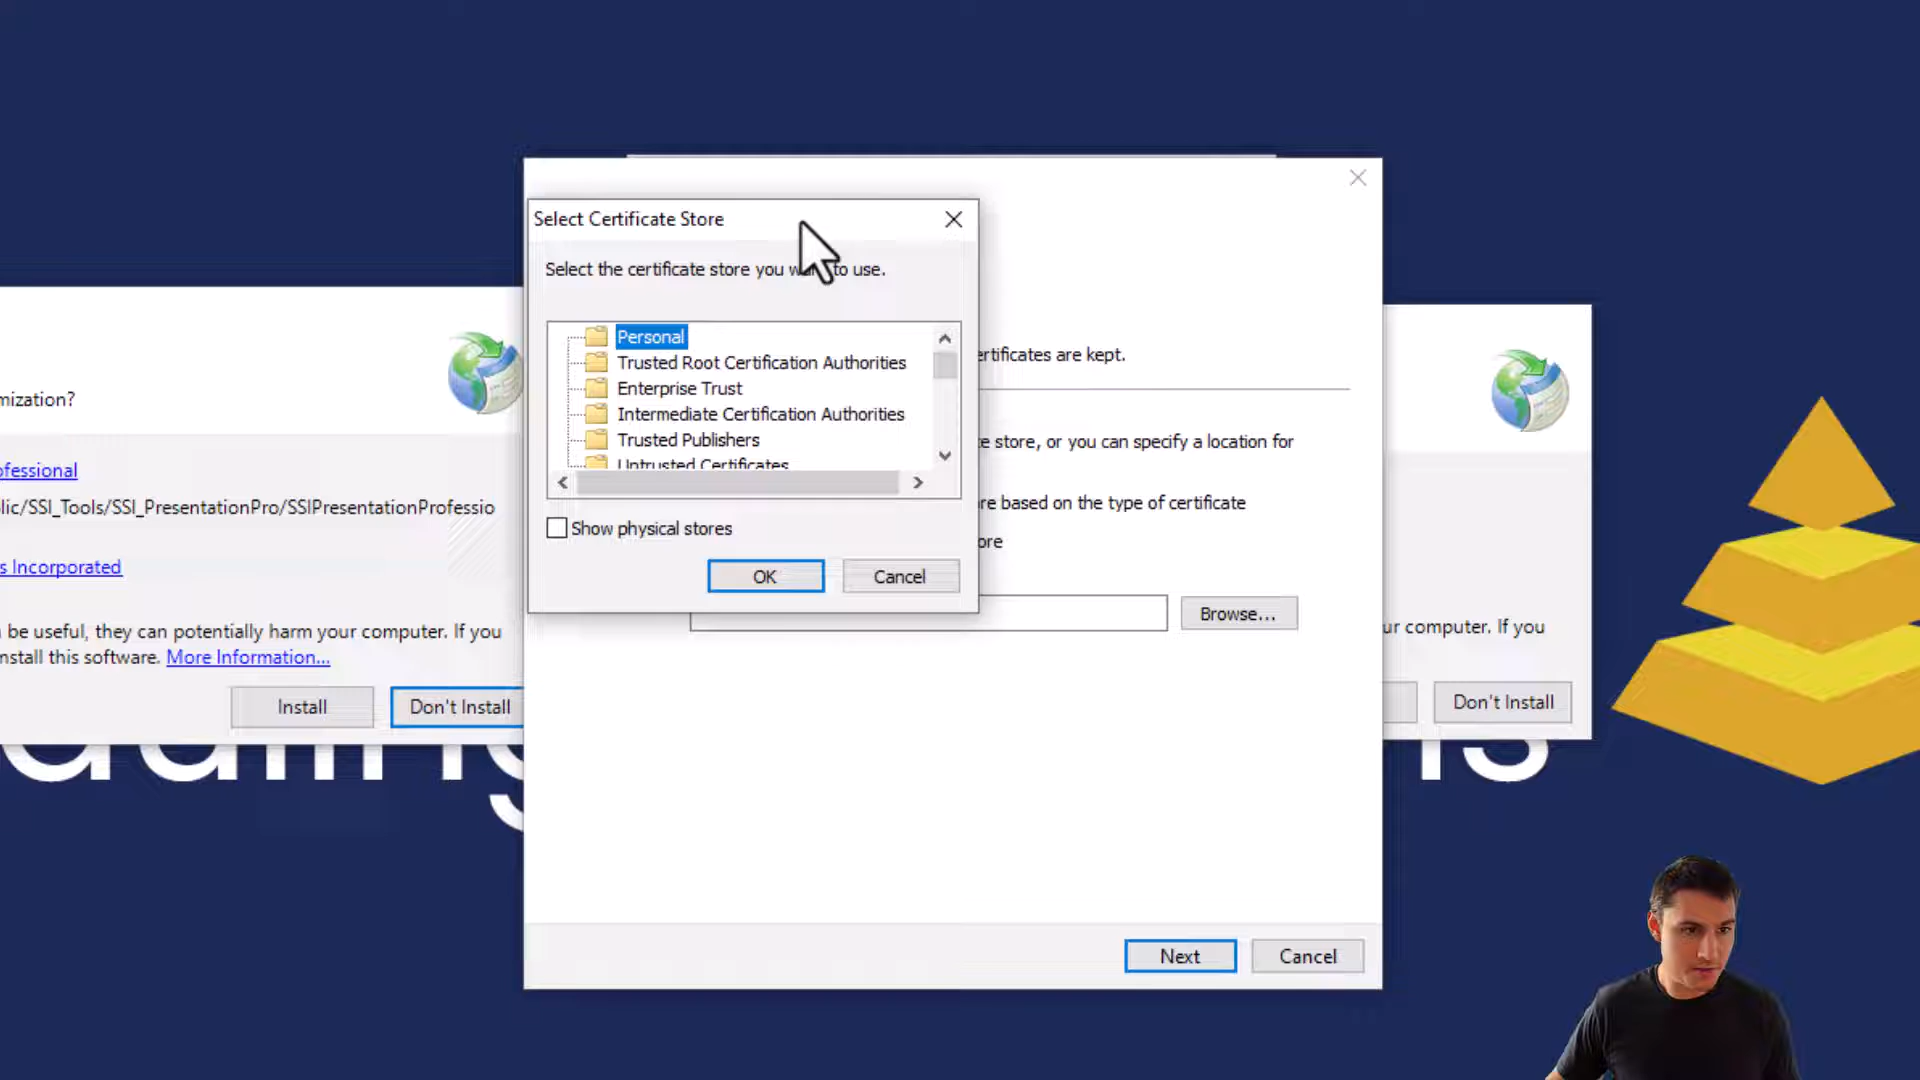 Select Certificate Store
Select the certificate store you w to use.
Personal
Trusted Root Certification Authorities
Enterprise Trust
Intermediate Certification Authorities
Trusted Publishers
Untrusted Certificates
Show physical stores
OK
Cancel
ertificates are kept.
e store, or you can specify a location for
re based on the type of certificate
ore
Browse...
Next
Cancel
mization?
ofessional
lic/SSI_Tools/SSI_PresentationPro/SSIPresentationProfessio
s Incorporated
be useful, they can potentially harm your computer. If you
nstall this software. More Information...
Install
Don't Install
ur computer. If you
Don't Install